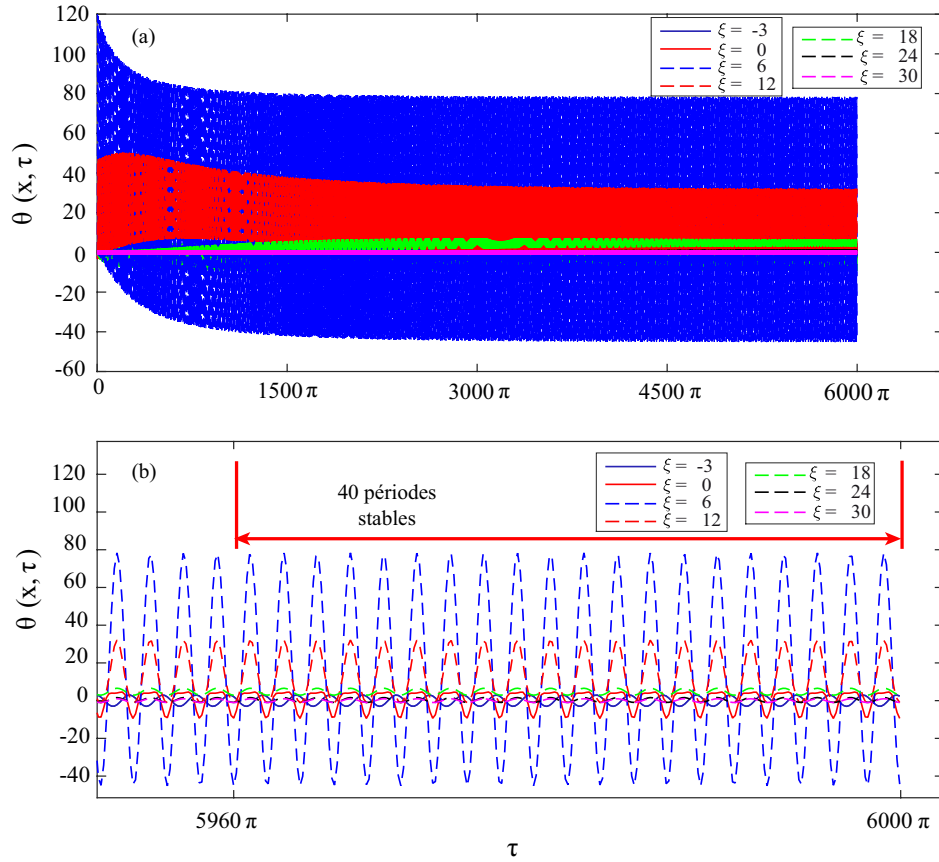 120
100
80
60
40
20
0
-20
-40
-60
θ (x, τ)
(a)
ξ = -3
ξ = 0
ξ = 6
ξ = 12
ξ = 18
ξ = 24
ξ = 30
0
1500 π
3000 π
4500 π
6000 π
120
100
80
60
40
20
0
-20
-40
θ (x, τ)
(b)
40 périodes
stables
ξ = -3
ξ = 0
ξ = 6
ξ = 12
ξ = 18
ξ = 24
ξ = 30
5960 π
6000 π
τ